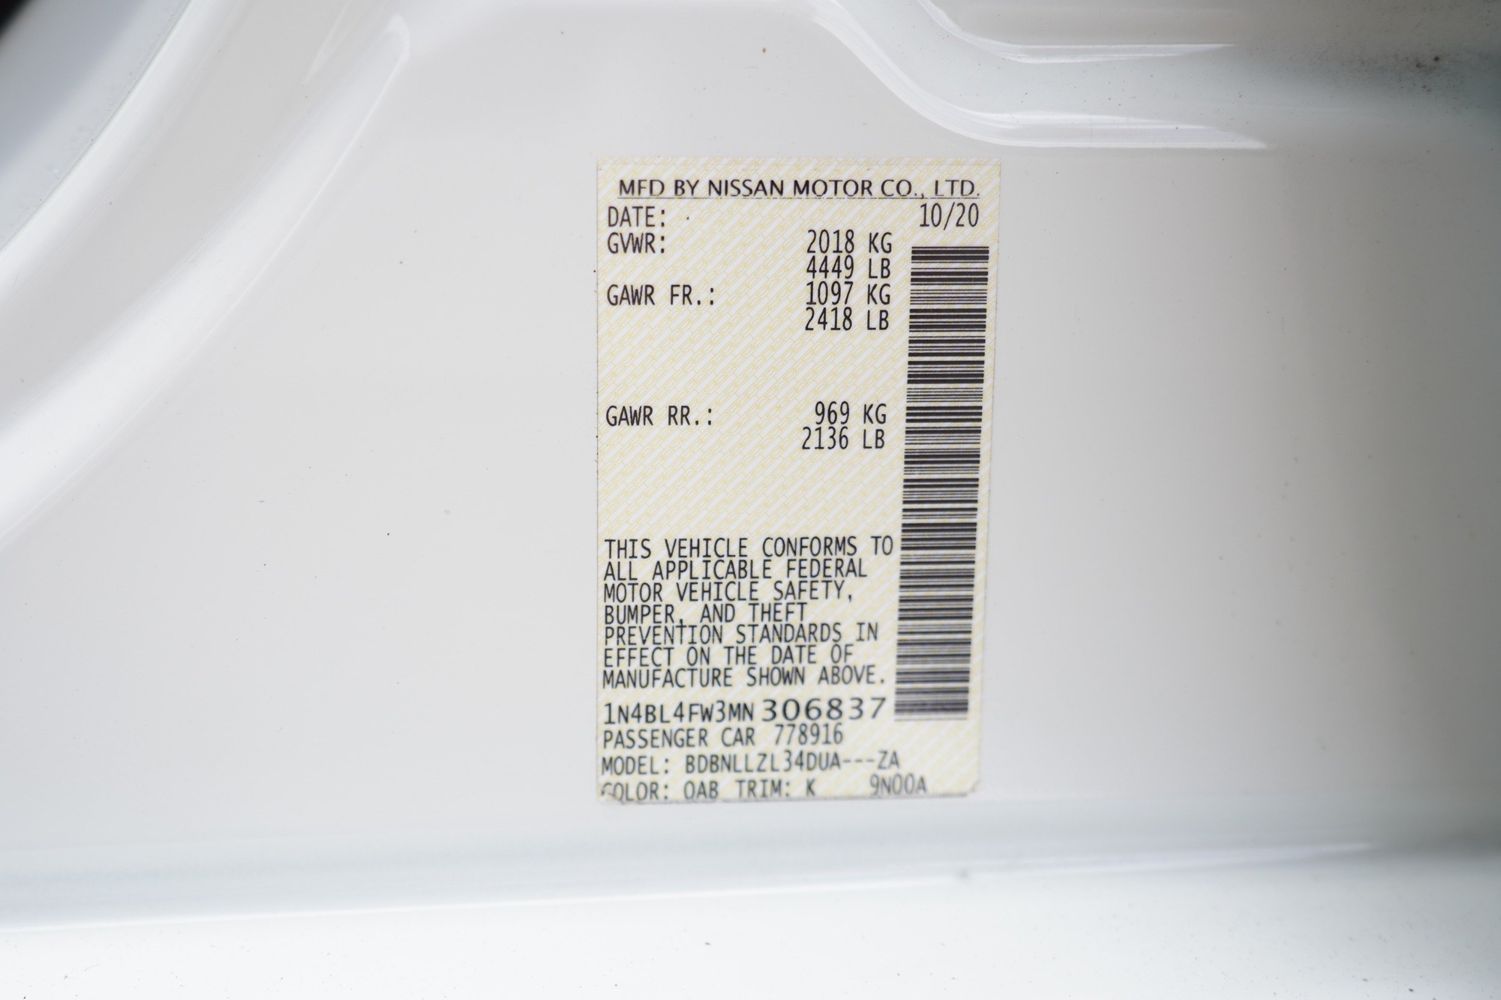 MFD BY NISSAN MOTOR CO., LTD.
DATE: 10/20
GVWR: 2018 KG
4449 LB
GAWR FR.: 1097 KG
2418 LB
GAWR RR.: 969 KG
2136 LB
THIS VEHICLE CONFORMS TO
ALL APPLICABLE FEDERAL
MOTOR VEHICLE SAFETY,
BUMPER, AND THEFT
PREVENTION STANDARDS IN
EFFECT ON THE DATE OF
MANUFACTURE SHOWN ABOVE.
1N4BL4FW3MN306837
PASSENGER CAR 778916
MODEL: BDBNLLZL34DUA---ZA
COLOR: QAB TRIM: K 9N00A